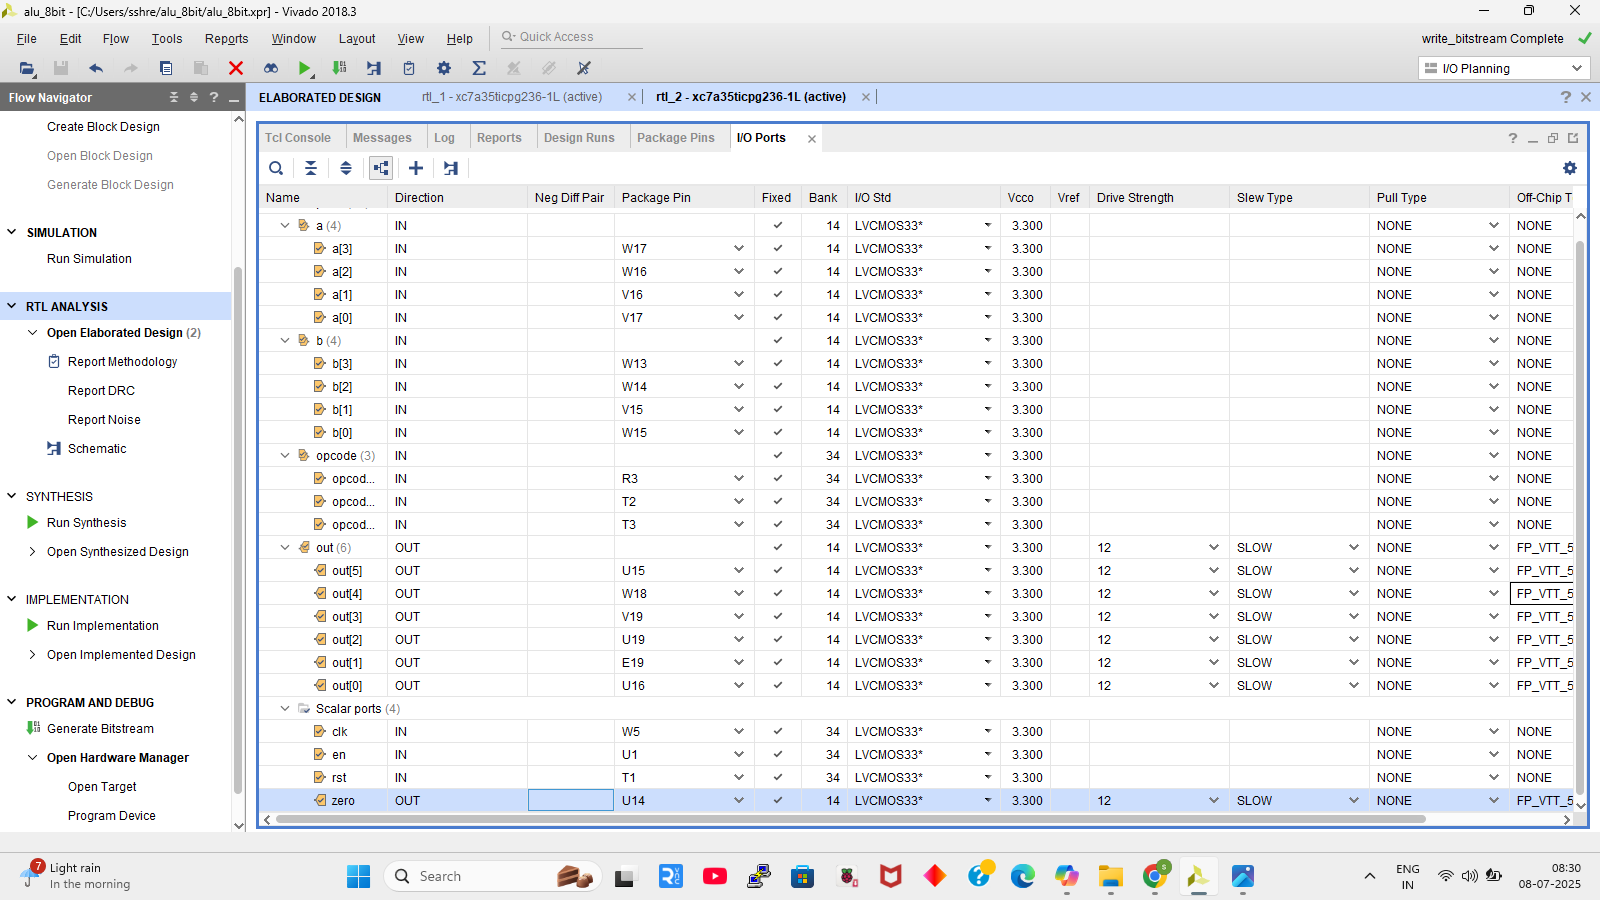 alu_8bit - [C:/Users/sshre/alu_8bit/alu_8bit.xpr] - Vivado 2018.3
File Edit Flow Tools Reports Window Layout View Help Quick Access
write_bitstream Complete
I/O Planning
Flow Navigator
Create Block Design
Open Block Design
Generate Block Design
SIMULATION
Run Simulation
RTL ANALYSIS
Open Elaborated Design (2)
Report Methodology
Report DRC
Report Noise
Schematic
SYNTHESIS
Run Synthesis
Open Synthesized Design
IMPLEMENTATION
Run Implementation
Open Implemented Design
PROGRAM AND DEBUG
Generate Bitstream
Open Hardware Manager
Open Target
Program Device
ELABORATED DESIGN rtl_1 - xc7a35ticpg236-1L (active) rtl_2 - xc7a35ticpg236-1L (active)
Tcl Console Messages Log Reports Design Runs Package Pins I/O Ports
Name Direction Neg Diff Pair Package Pin Fixed Bank I/O Std Vcco Vref Drive Strength Slew Type Pull Type Off-Chip T
a (4) IN 14 LVCMOS33* 3.300 NONE NONE
a[3] IN W17 14 LVCMOS33* 3.300 NONE NONE
a[2] IN W16 14 LVCMOS33* 3.300 NONE NONE
a[1] IN V16 14 LVCMOS33* 3.300 NONE NONE
a[0] IN V17 14 LVCMOS33* 3.300 NONE NONE
b (4) IN 14 LVCMOS33* 3.300 NONE NONE
b[3] IN W13 14 LVCMOS33* 3.300 NONE NONE
b[2] IN W14 14 LVCMOS33* 3.300 NONE NONE
b[1] IN V15 14 LVCMOS33* 3.300 NONE NONE
b[0] IN W15 14 LVCMOS33* 3.300 NONE NONE
opcode (3) IN 34 LVCMOS33* 3.300 NONE NONE
opcod... IN R3 34 LVCMOS33* 3.300 NONE NONE
opcod... IN T2 34 LVCMOS33* 3.300 NONE NONE
opcod... IN T3 34 LVCMOS33* 3.300 NONE NONE
out (6) OUT 14 LVCMOS33* 3.300 12 SLOW NONE FP_VTT_5
out[5] OUT U15 14 LVCMOS33* 3.300 12 SLOW NONE FP_VTT_5
out[4] OUT W18 14 LVCMOS33* 3.300 12 SLOW NONE FP_VTT_5
out[3] OUT V19 14 LVCMOS33* 3.300 12 SLOW NONE FP_VTT_5
out[2] OUT U19 14 LVCMOS33* 3.300 12 SLOW NONE FP_VTT_5
out[1] OUT E19 14 LVCMOS33* 3.300 12 SLOW NONE FP_VTT_5
out[0] OUT U16 14 LVCMOS33* 3.300 12 SLOW NONE FP_VTT_5
Scalar ports (4)
clk IN W5 34 LVCMOS33* 3.300 NONE NONE
en IN U1 34 LVCMOS33* 3.300 NONE NONE
rst IN T1 34 LVCMOS33* 3.300 NONE NONE
zero OUT U14 14 LVCMOS33* 3.300 12 SLOW NONE FP_VTT_5
7
Light rain
In the morning
Search
ENG
IN
08:30
08-07-2025